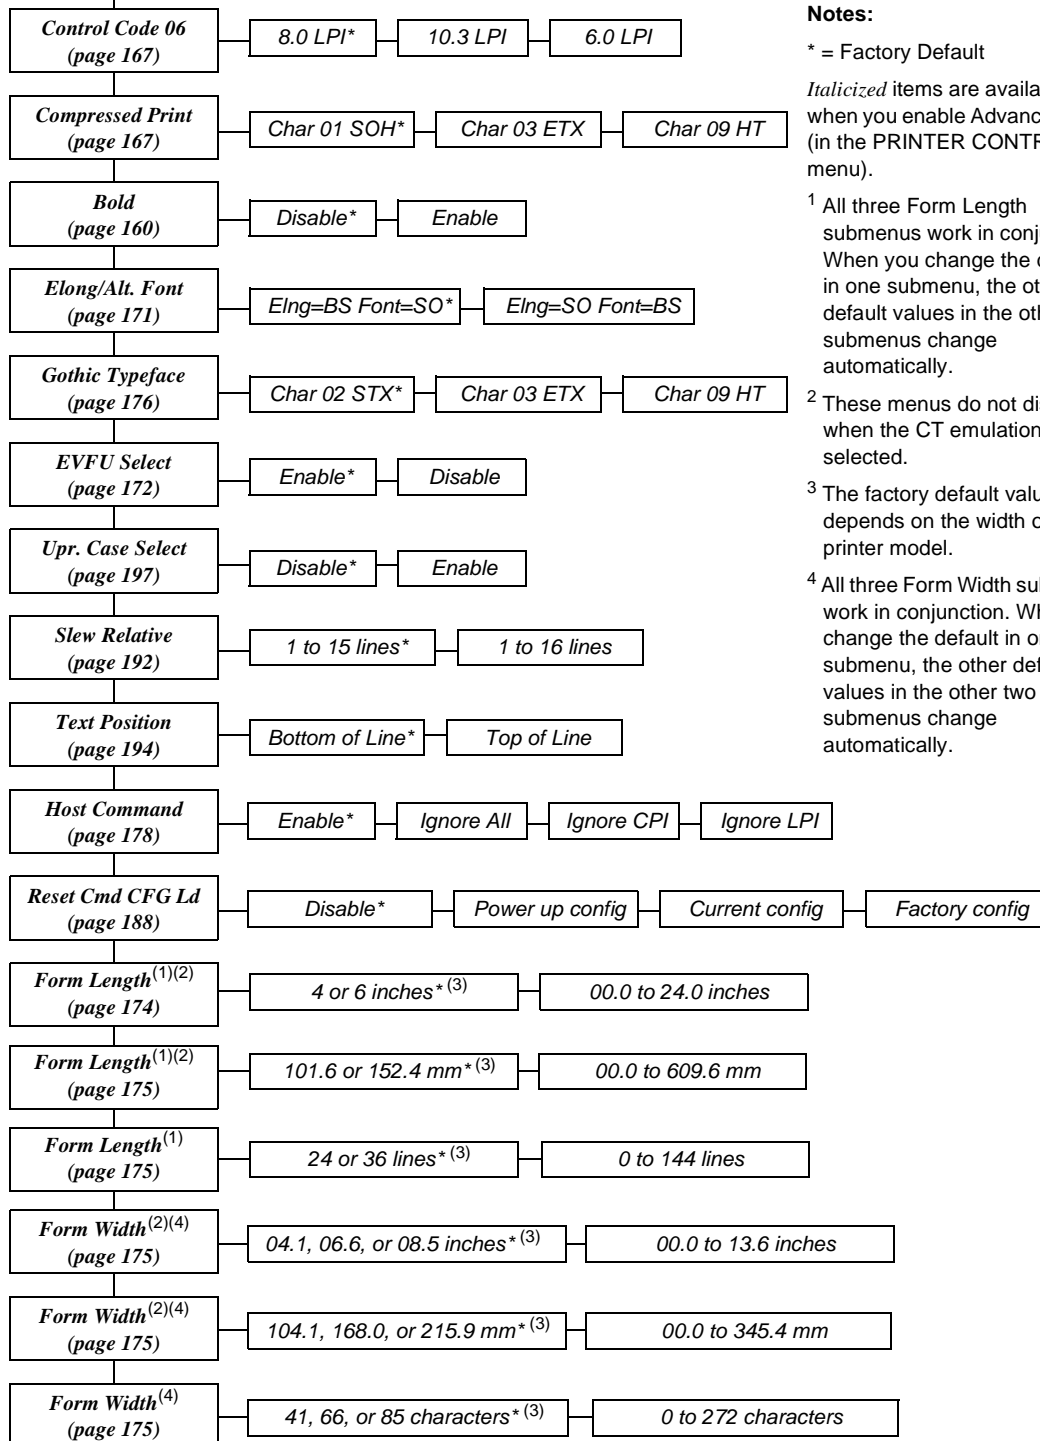 Control Code 06
(page 167)
8.0 LPI*
10.3 LPI
6.0 LPI
Compressed Print
(page 167)
Char 01 SOH*
Char 03 ETX
Char 09 HT
Bold
(page 160)
Disable*
Enable
Elong/Alt. Font
(page 171)
Elng=BS Font=SO*
Elng=SO Font=BS
Gothic Typeface
(page 176)
Char 02 STX*
Char 03 ETX
Char 09 HT
EVFU Select
(page 172)
Enable*
Disable
Upr. Case Select
(page 197)
Disable*
Enable
Slew Relative
(page 192)
1 to 15 lines*
1 to 16 lines
Text Position
(page 194)
Bottom of Line*
Top of Line
Host Command
(page 178)
Enable*
Ignore All
Ignore CPI
Ignore LPI
Reset Cmd CFG Ld
(page 188)
Disable*
Power up config
Current config
Factory config
Form Length(1)(2)
(page 174)
4 or 6 inches* (3)
00.0 to 24.0 inches
Form Length(1)(2)
(page 175)
101.6 or 152.4 mm* (3)
00.0 to 609.6 mm
Form Length(1)
(page 175)
24 or 36 lines* (3)
0 to 144 lines
Form Width(2)(4)
(page 175)
04.1, 06.6, or 08.5 inches* (3)
00.0 to 13.6 inches
Form Width(2)(4)
(page 175)
104.1, 168.0, or 215.9 mm* (3)
00.0 to 345.4 mm
Form Width(4)
(page 175)
41, 66, or 85 characters* (3)
0 to 272 characters
Notes:
* = Factory Default
Italicized items are
when you enable
(in the PRINTER
menu).
1 All three Form Length
submenus work in
When you change the
in one submenu, the
default values in the
submenus change
automatically.
2 These menus do not
when the CT emulation
selected.
3 The factory default
depends on the width
printer model.
4 All three Form Width
work in conjunction.
change the default in
submenu, the other
values in the other two
submenus change
automatically.